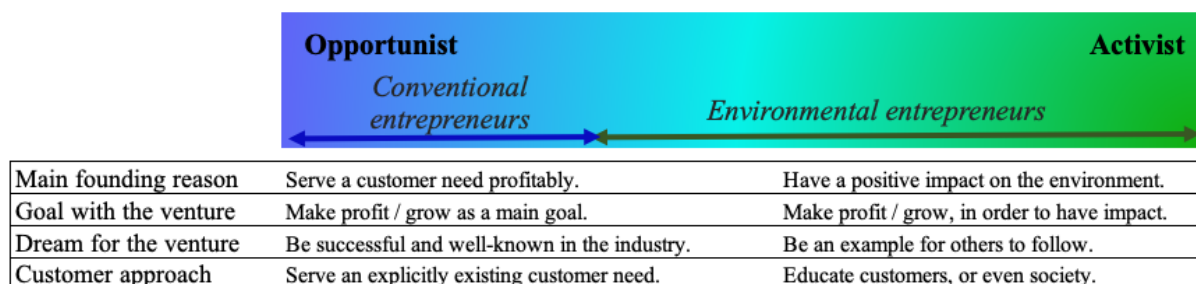 Opportunist Activist
Conventional
entrepreneurs
Environmental entrepreneurs
Main founding reason Serve a customer need profitably. Have a positive impact on the environment.
Goal with the venture Make profit / grow as a main goal. Make profit / grow, in order to have impact.
Dream for the venture Be successful and well-known in the industry. Be an example for others to follow.
Customer approach Serve an explicitly existing customer need. Educate customers, or even society.